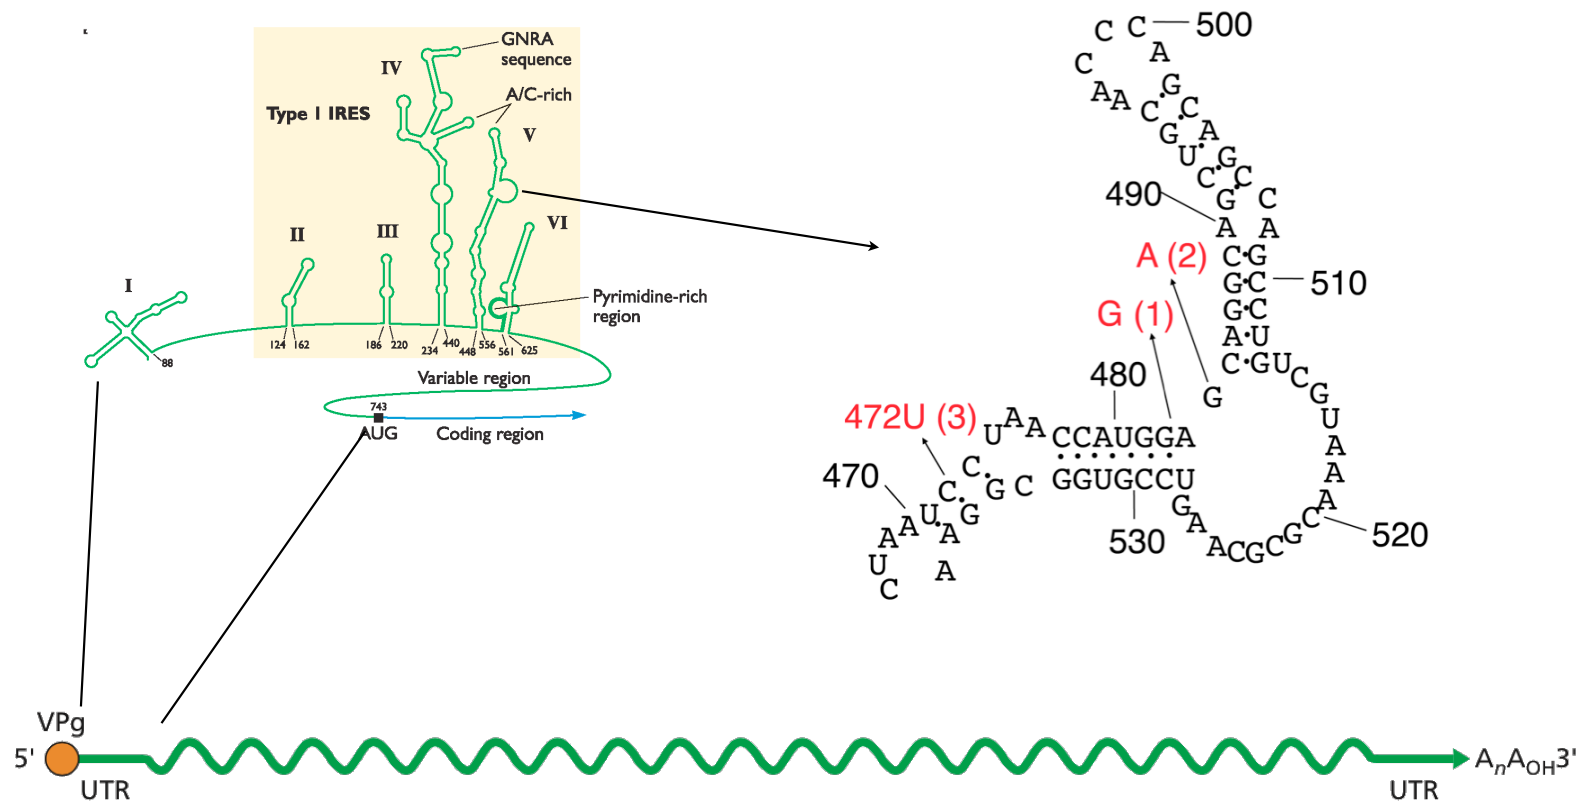 GNRA
sequence
IV
A/C-rich
Type 1 IRES
V
II
III
VI
I
Pyrimidine-rich
region
124 162
186 220
234 440
448 556
561 625
88
Variable region
743
AUG
Coding region
500
C C
C A
A A C G
G C
U A
C G
G C
490
A C
A
A (2)
C G
G C
510
G (1)
G C
A U
C G U C G U A A A C G C G C A A G
480
G
472U (3)
U A A CCAUGGA
GGUGCCU
470
C G C
C G
A U C
U A A U A
A
530
520
VPg
5'
UTR
AnAOH3'
UTR